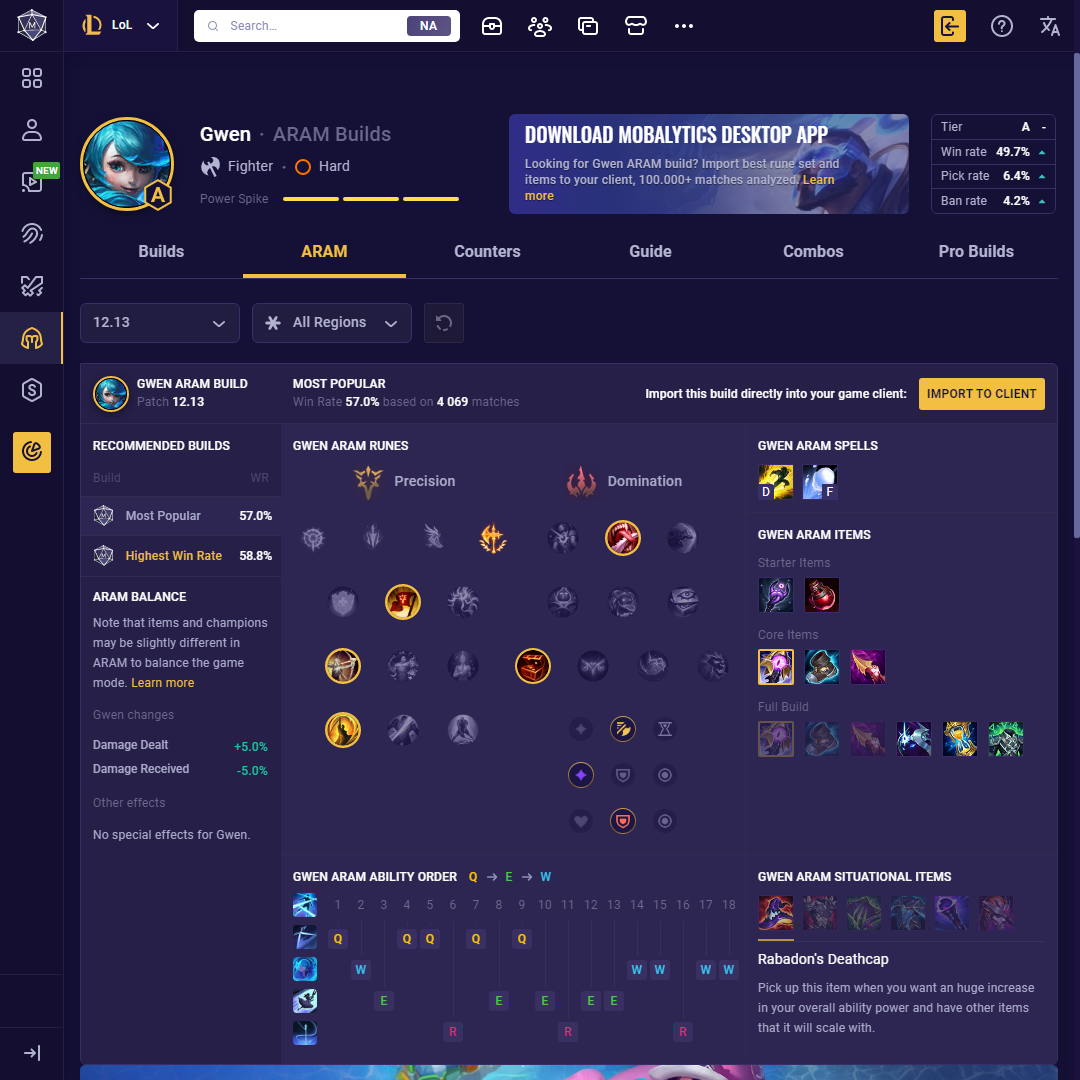 LoL
Search...
NA
NEW
Gwen · ARAM Builds
Fighter · Hard
Power Spike
DOWNLOAD MOBALYTICS DESKTOP APP
Looking for Gwen ARAM build? Import best rune set and
items to your client, 100.000+ matches analyzed. Learn
more
Tier A -
Win rate 49.7%
Pick rate 6.4%
Ban rate 4.2%
Builds
ARAM
Counters
Guide
Combos
Pro Builds
12.13
All Regions
GWEN ARAM BUILD
Patch 12.13
MOST POPULAR
Win Rate 57.0% based on 4 069 matches
Import this build directly into your game client:
IMPORT TO CLIENT
RECOMMENDED BUILDS
Build WR
Most Popular 57.0%
Highest Win Rate 58.8%
ARAM BALANCE
Note that items and champions
may be slightly different in
ARAM to balance the game
mode. Learn more
Gwen changes
Damage Dealt +5.0%
Damage Received -5.0%
Other effects
No special effects for Gwen.
GWEN ARAM RUNES
Precision
Domination
GWEN ARAM SPELLS
D
F
GWEN ARAM ITEMS
Starter Items
Core Items
Full Build
GWEN ARAM ABILITY ORDER Q → E → W
1 2 3 4 5 6 7 8 9 10 11 12 13 14 15 16 17 18
Q Q Q Q Q
W W W W W
E E E E E
R R R
GWEN ARAM SITUATIONAL ITEMS
Rabadon's Deathcap
Pick up this item when you want an huge increase
in your overall ability power and have other items
that it will scale with.